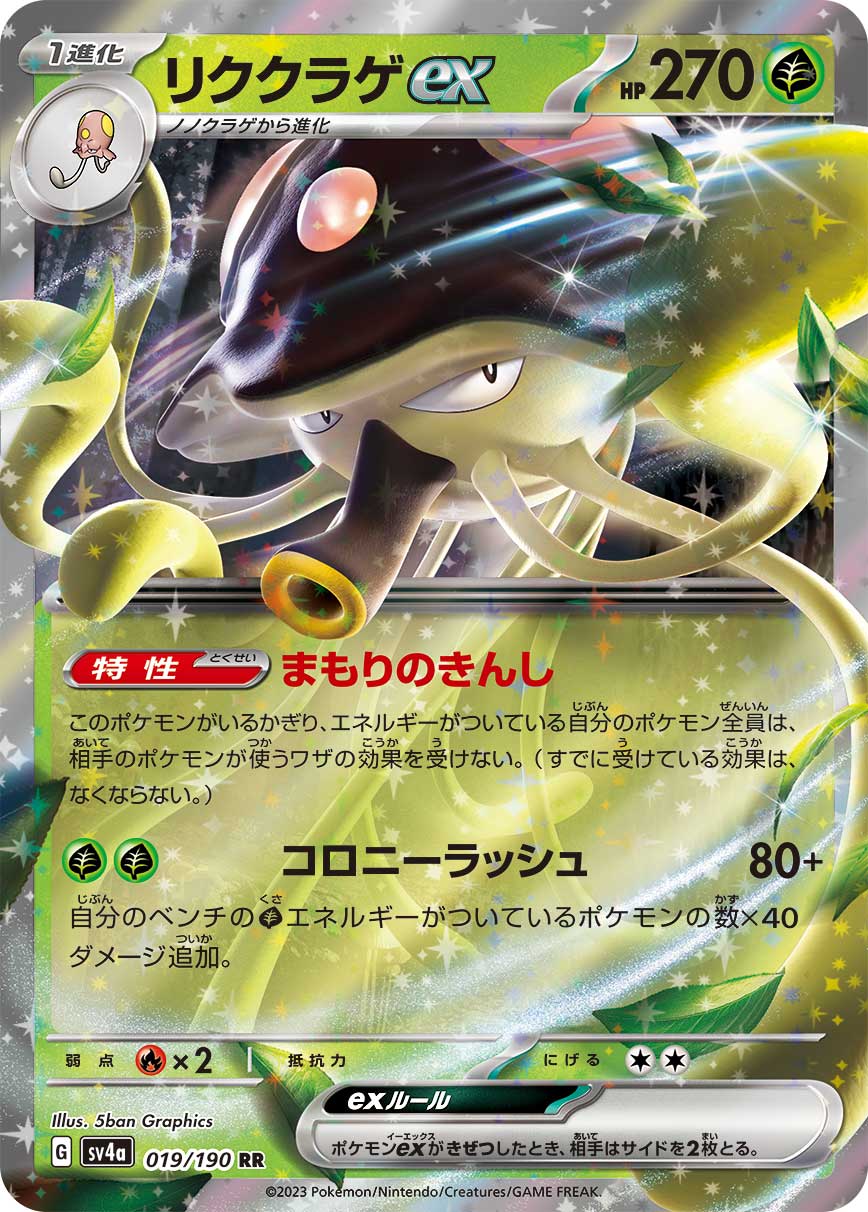 1進化
リククラゲex
HP270
ノノクラゲから進化
特性 とくせい
まもりのきんし
このポケモンがいるかぎり、エネルギーがついている自分のポケモン全員は、
相手のポケモンが使うワザの効果を受けない。（すでに受けている効果は、
なくならない。）
コロニーラッシュ 80+
自分のベンチのエネルギーがついているポケモンの数×40
ダメージ追加。
弱点 ×2 抵抗力 にげる
exルール
ポケモンexがきぜつしたとき、相手はサイドを2枚とる。
Illus. 5ban Graphics
G sv4a 019/190 RR
©2023 Pokémon/Nintendo/Creatures/GAME FREAK.